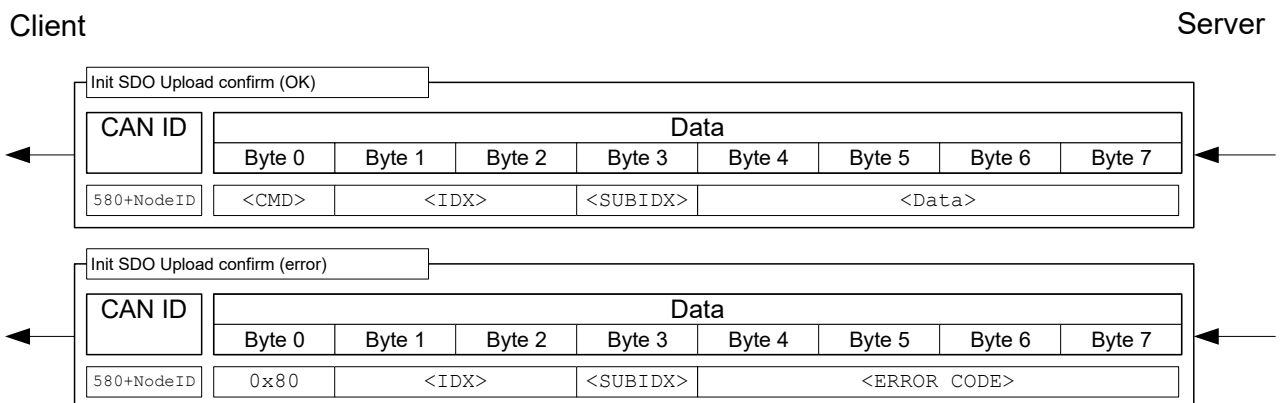 Client Server
Init SDO Upload confirm (OK)
CAN ID Data
Byte 0 Byte 1 Byte 2 Byte 3 Byte 4 Byte 5 Byte 6 Byte 7
580+NodeID <CMD> <IDX> <SUBIDX> <Data>
Init SDO Upload confirm (error)
CAN ID Data
Byte 0 Byte 1 Byte 2 Byte 3 Byte 4 Byte 5 Byte 6 Byte 7
580+NodeID 0x80 <IDX> <SUBIDX> <ERROR CODE>